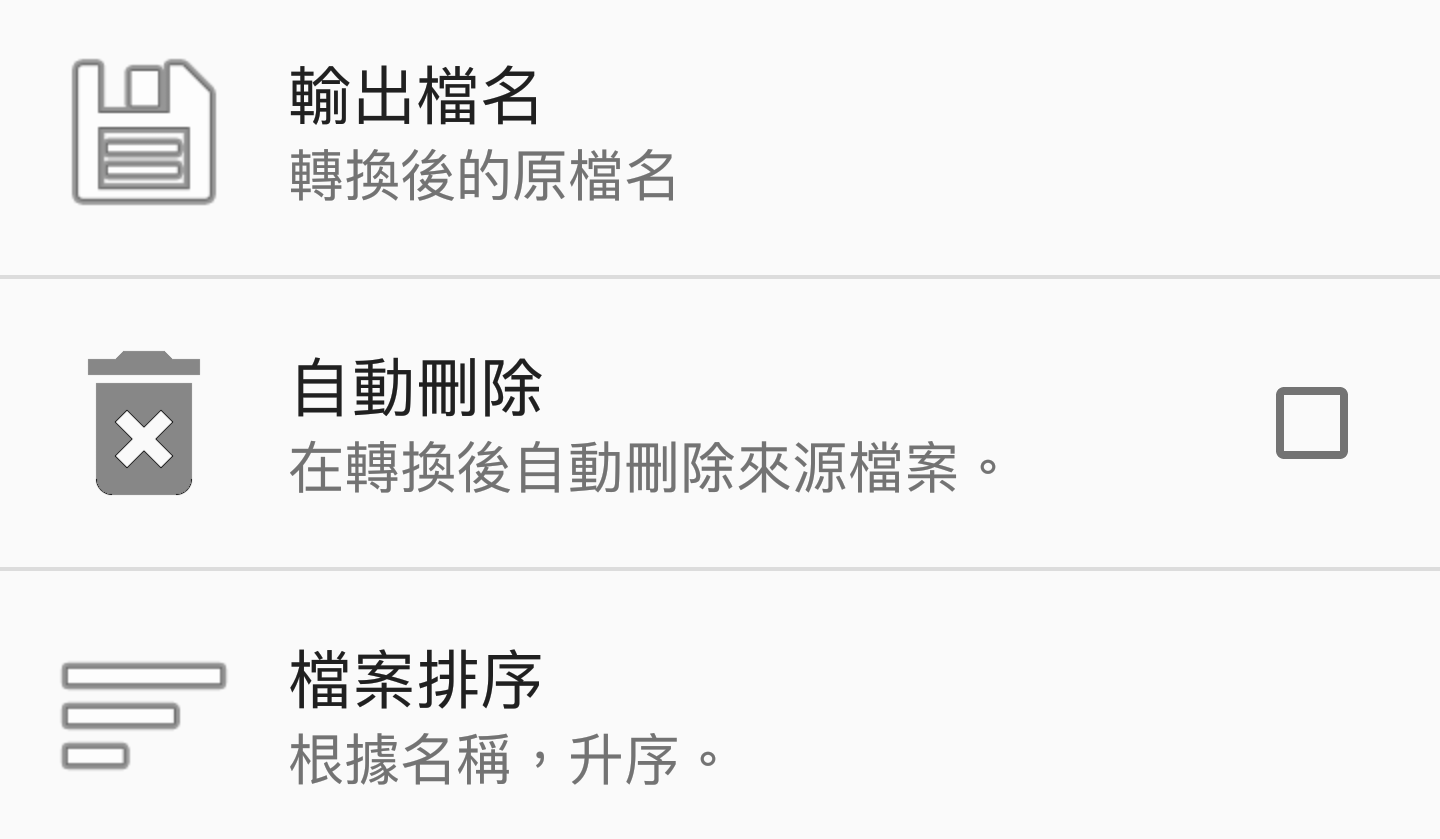 輸出檔名
轉換後的原檔名
自動刪除
在轉換後自動刪除來源檔案。
檔案排序
根據名稱，升序。